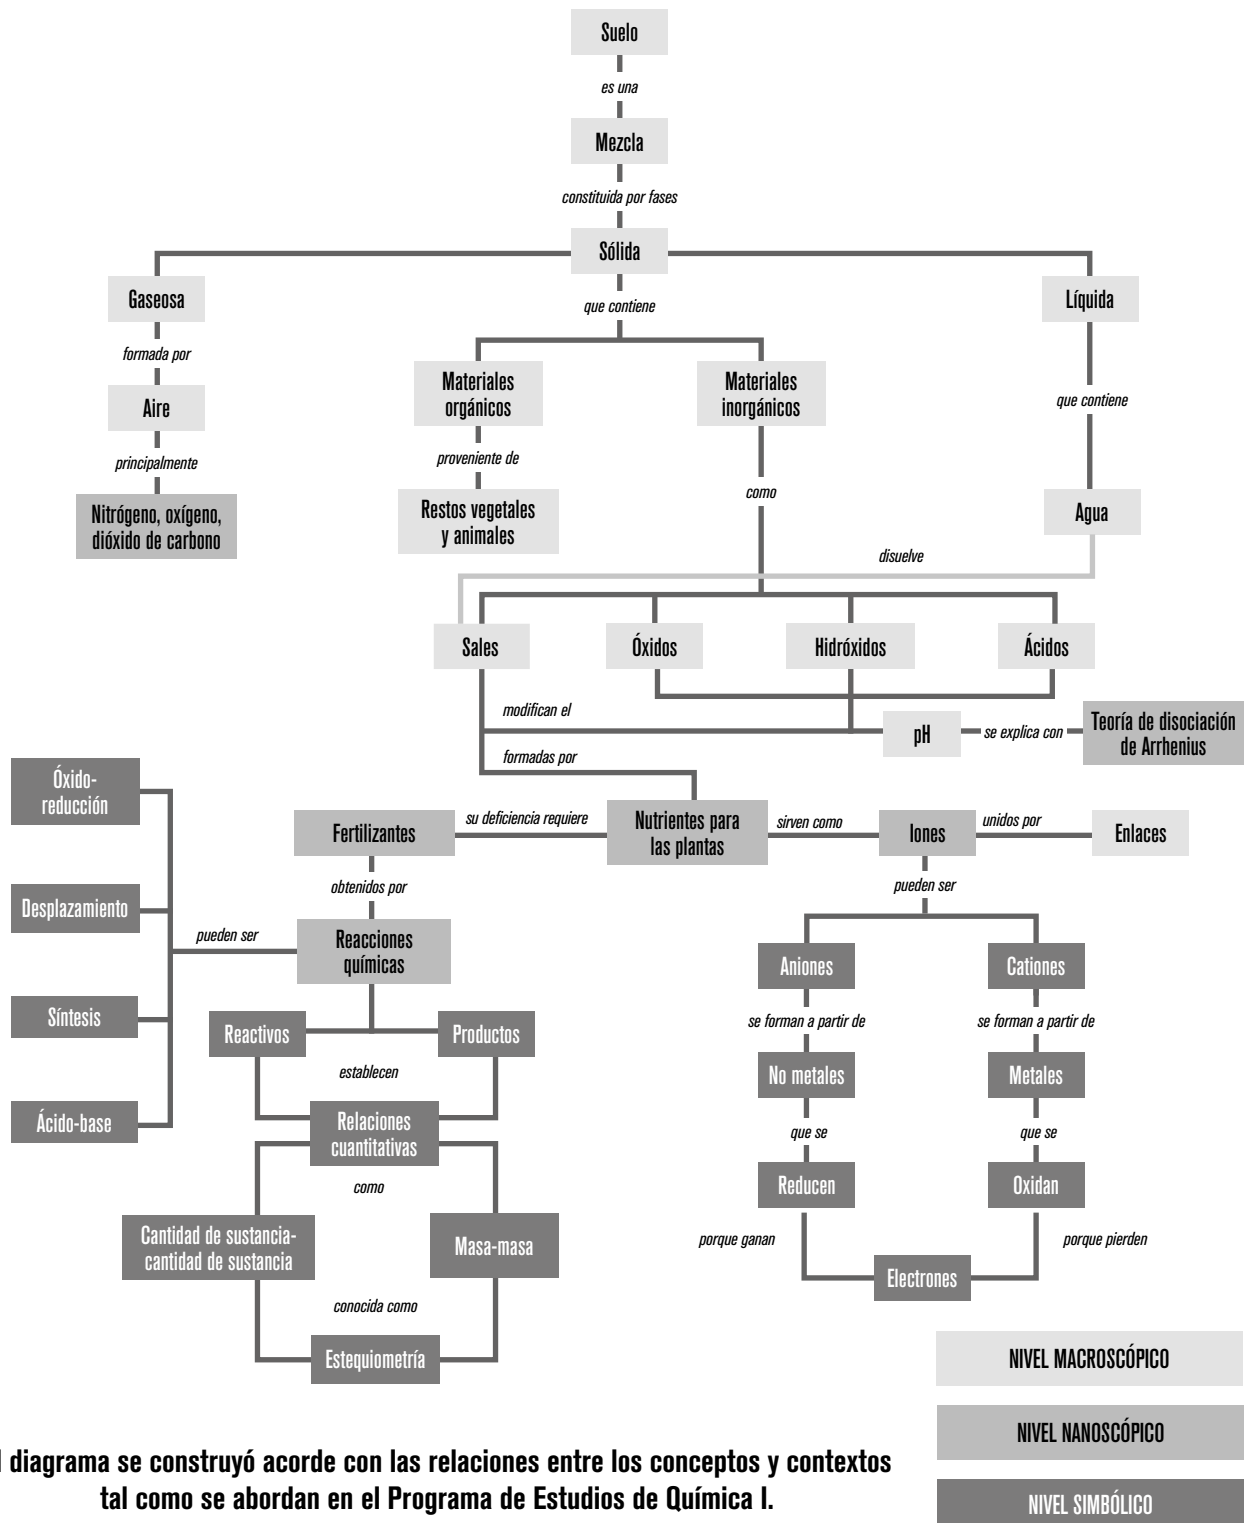 Suelo
es una
Mezcla
constituida por fases
Sólida
Gaseosa
que contiene
Líquida
formada por
Aire
Materiales
orgánicos
Materiales
inorgánicos
que contiene
principalmente
proveniente de
como
Nitrógeno, oxígeno,
dióxido de carbono
Restos vegetales
y animales
Agua
disuelve
Sales
Óxidos
Hidróxidos
Ácidos
modifican el
pH
se explica con
Teoría de disociación
de Arrhenius
formadas por
Óxido-
reducción
Fertilizantes
su deficiencia requiere
Nutrientes para
las plantas
sirven como
Iones
unidos por
Enlaces
obtenidos por
pueden ser
Desplazamiento
pueden ser
Reacciones
químicas
Aniones
Cationes
Síntesis
Reactivos
Productos
se forman a partir de
se forman a partir de
establecen
No metales
Metales
Ácido-base
Relaciones
cuantitativas
que se
que se
como
Reducen
Oxidan
Cantidad de sustancia-
cantidad de sustancia
Masa-masa
porque ganan
porque pierden
Electrones
conocida como
Estequiometría
NIVEL MACROSCÓPICO
NIVEL NANOSCÓPICO
NIVEL SIMBÓLICO
l diagrama se construyó acorde con las relaciones entre los conceptos y contextos
tal como se abordan en el Programa de Estudios de Química I.